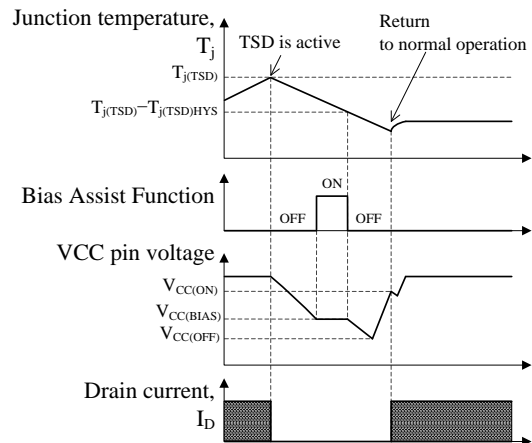 Junction temperature,
Tj
TSD is active
Return
to normal operation
Tj(TSD)
Tj(TSD)−Tj(TSD)HYS
Bias Assist Function
ON
OFF
OFF
VCC pin voltage
VCC(ON)
VCC(BIAS)
VCC(OFF)
Drain current,
ID